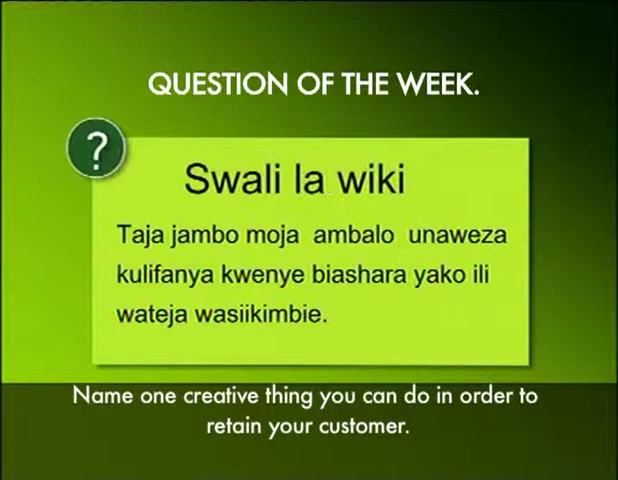 QUESTION OF THE WEEK.
?
Swali la wiki
Taja jambo moja ambalo unaweza
kulifanya kwenye biashara yako ili
wateja wasiikimbie.
Name one creative thing you can do in order to
retain your customer.